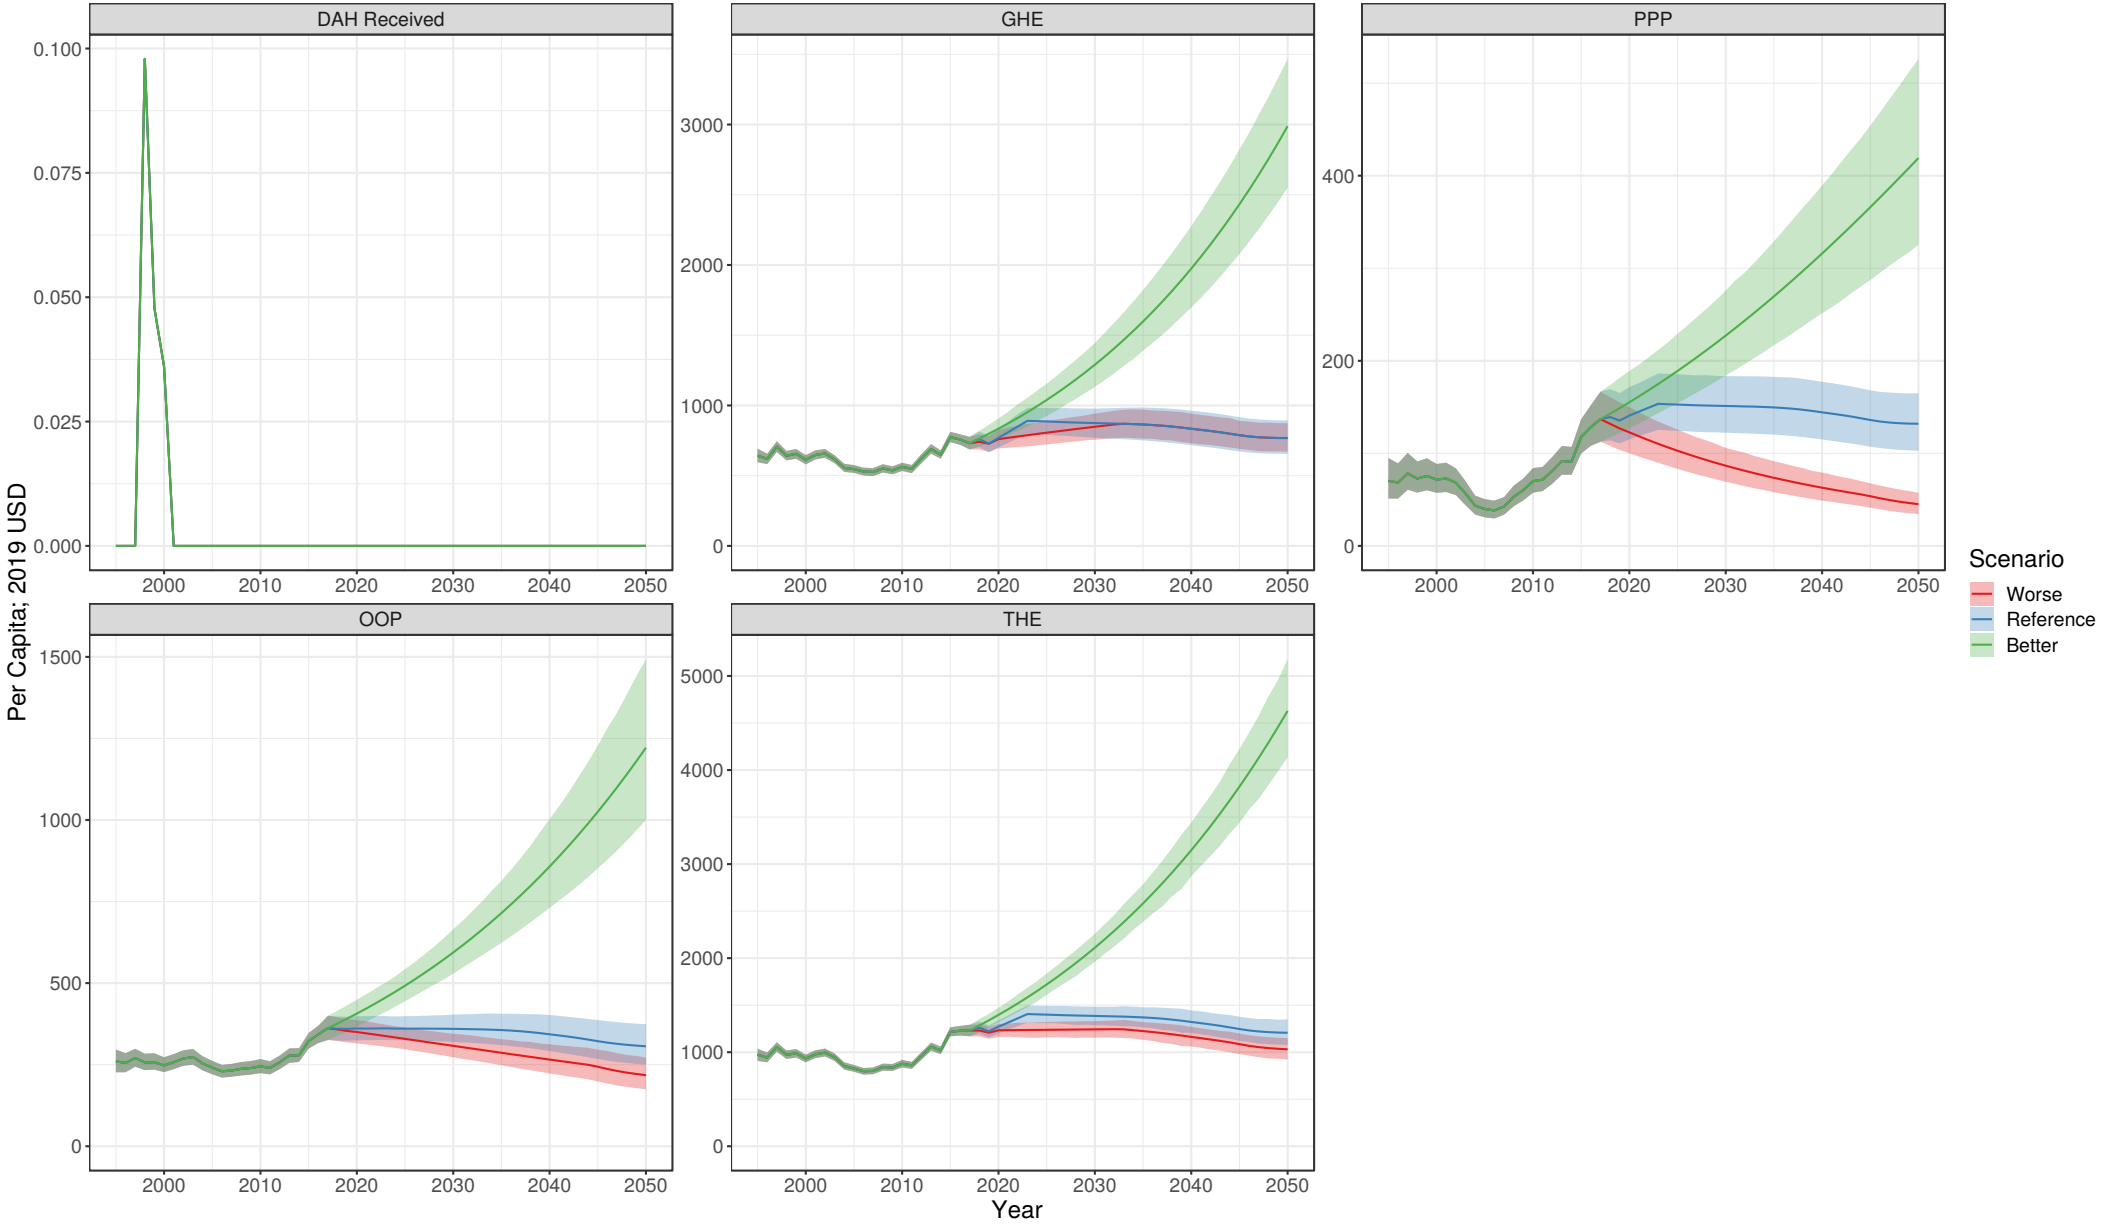 DAH Received
GHE
PPP
0.100
0.075
0.050
0.025
0.000
3000
2000
1000
0
400
200
0
2000 2010 2020 2030 2040 2050
2000 2010 2020 2030 2040 2050
2000 2010 2020 2030 2040 2050
OOP
THE
1500
1000
500
0
5000
4000
3000
2000
1000
0
2000 2010 2020 2030 2040 2050
2000 2010 2020 2030 2040 2050
Per Capita; 2019 USD
Year
Scenario
Worse
Reference
Better